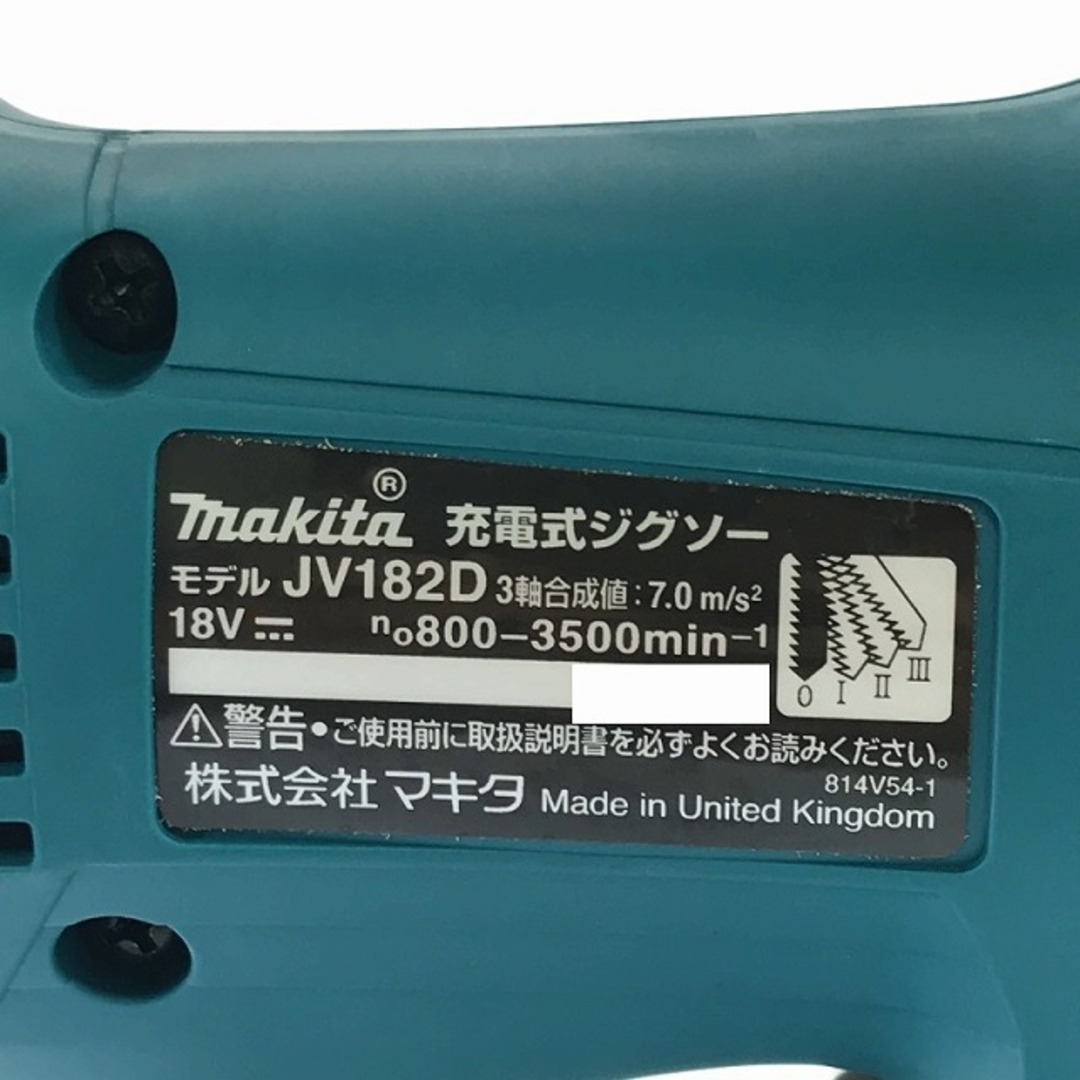 makita® 充電式ジグソー
モデル JV182D 3軸合成値:7.0 m/s²
18V⎓ n₀800-3500min⁻¹
0 I II III
⚠警告•ご使用前に取扱説明書を必ずよくお読みください。
814V54-1
株式会社マキタ Made in United Kingdom